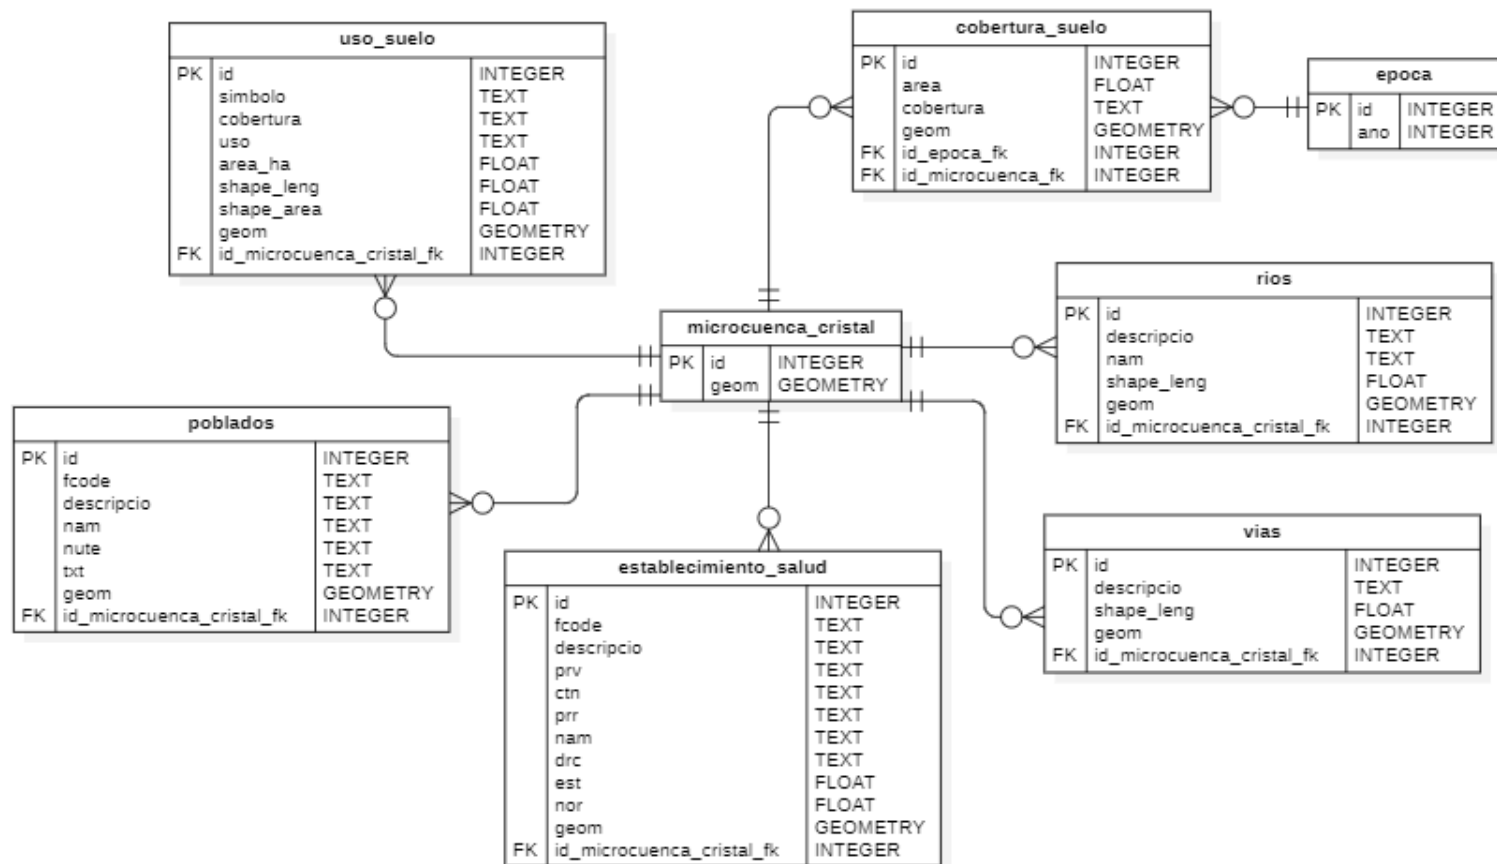 uso_suelo
PK id INTEGER
simbolo TEXT
cobertura TEXT
uso TEXT
area_ha FLOAT
shape_leng FLOAT
shape_area FLOAT
geom GEOMETRY
FK id_microcuenca_cristal_fk INTEGER
cobertura_suelo
PK id INTEGER
área FLOAT
cobertura TEXT
geom GEOMETRY
FK id_epoca_fk INTEGER
FK id_microcuenca_fk INTEGER
epoca
PK id INTEGER
ano INTEGER
microcuenca_cristal
PK id INTEGER
geom GEOMETRY
rios
PK id INTEGER
descripcio TEXT
nam TEXT
shape_leng FLOAT
geom GEOMETRY
FK id_microcuenca_cristal_fk INTEGER
poblados
PK id INTEGER
fcode TEXT
descripcio TEXT
nam TEXT
nute TEXT
txt TEXT
geom GEOMETRY
FK id_microcuenca_cristal_fk INTEGER
establecimiento_salud
PK id INTEGER
fcode TEXT
descripcio TEXT
prv TEXT
ctn TEXT
prr TEXT
nam TEXT
drc TEXT
est FLOAT
nor FLOAT
geom GEOMETRY
FK id_microcuenca_cristal_fk INTEGER
vias
PK id INTEGER
descripcio TEXT
shape_leng FLOAT
geom GEOMETRY
FK id_microcuenca_cristal_fk INTEGER